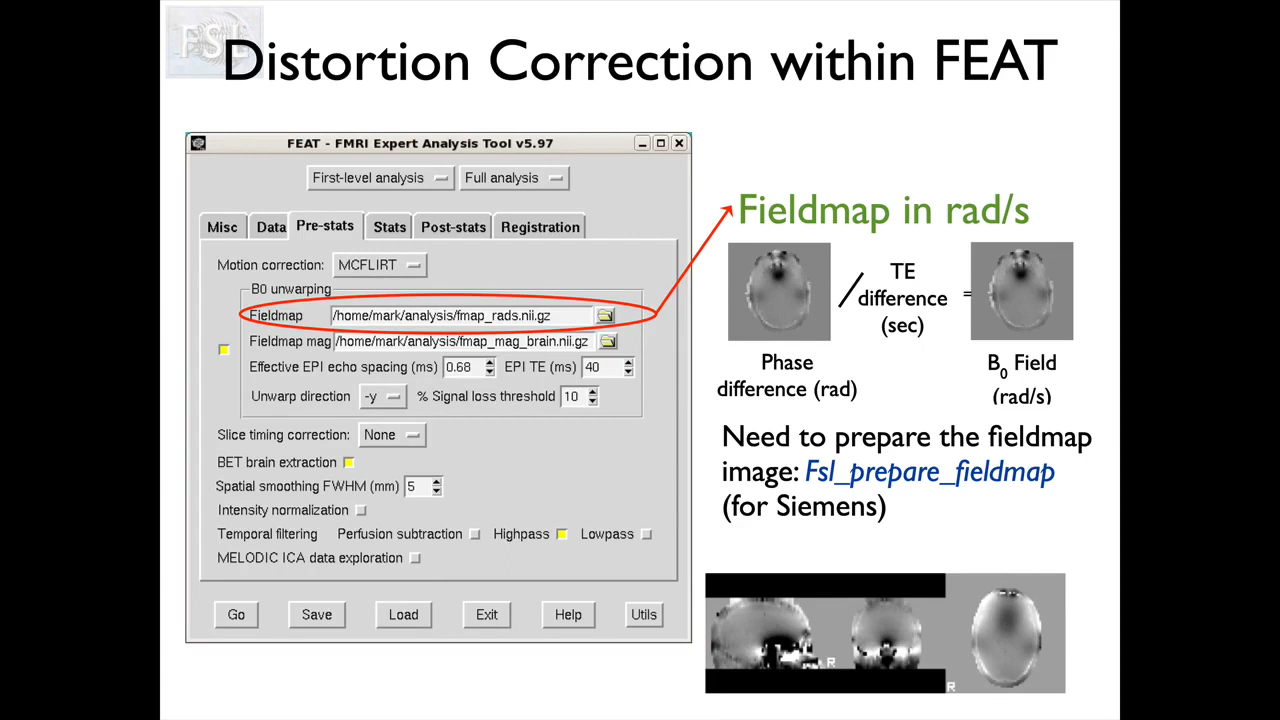 FSL
Distortion Correction within FEAT
FEAT - FMRI Expert Analysis Tool v5.97
First-level analysis Full analysis
Misc Data Pre-stats Stats Post-stats Registration
Motion correction: MCFLIRT
B0 unwarping
Fieldmap /home/mark/analysis/fmap_rads.nii.gz
Fieldmap mag /home/mark/analysis/fmap_mag_brain.nii.gz
Effective EPI echo spacing (ms) 0.68 EPI TE (ms) 40
Unwarp direction -y % Signal loss threshold 10
Slice timing correction: None
BET brain extraction
Spatial smoothing FWHM (mm) 5
Intensity normalization
Temporal filtering Perfusion subtraction Highpass Lowpass
MELODIC ICA data exploration
Go Save Load Exit Help Utils
Fieldmap in rad/s
/ TE difference (sec) =
Phase difference (rad)
B0 Field (rad/s)
Need to prepare the fieldmap
image: Fsl_prepare_fieldmap
(for Siemens)
R
R